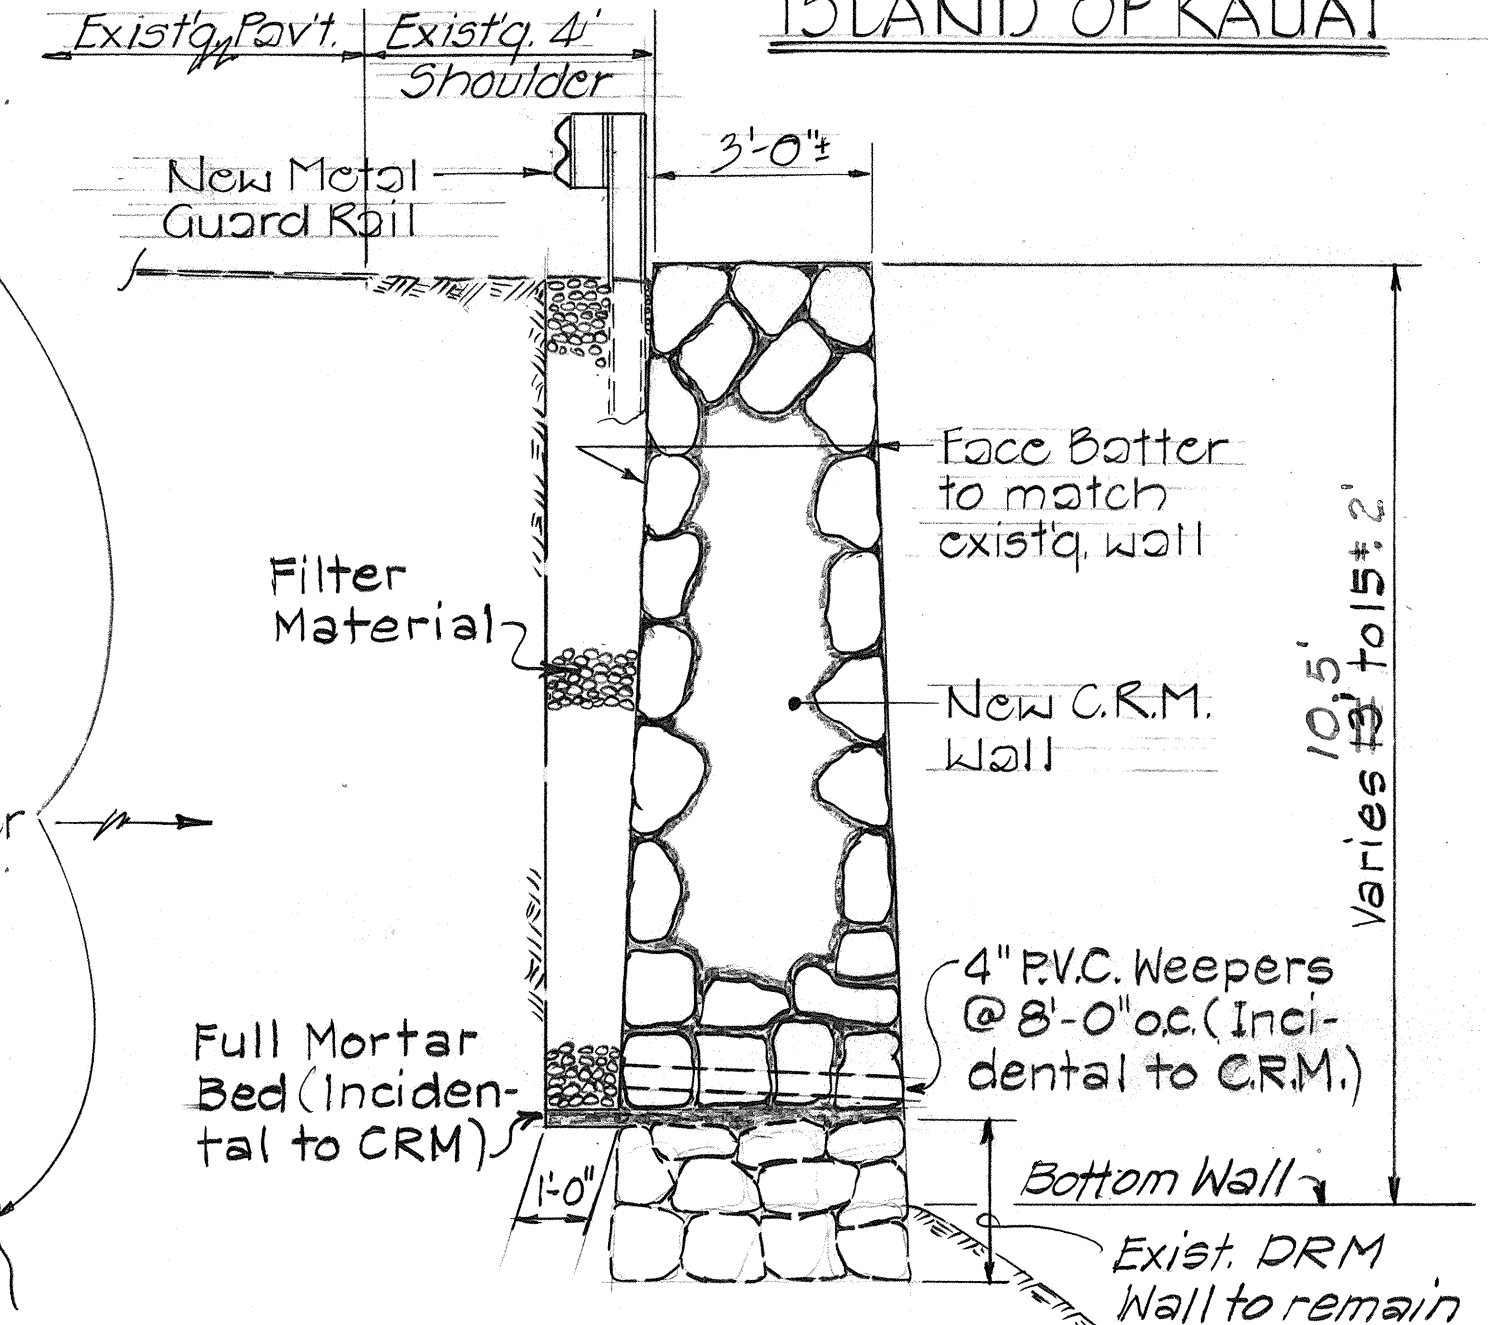 ISLAND OF KAUAI
Exist'g. Pav't.
Exist'g. 4'
Shoulder
3'-0"±
New Metal
Guard Rail
Face Batter
to match
exist'g. wall
Filter
Material
10.5'
Varies 13' to 15±. 2'
New C.R.M.
Wall
r
4" P.V.C. Weepers
@ 8'-0" o.c. (Inci-
dental to C.R.M.)
Full Mortar
Bed (Inciden-
tal to CRM)
1'-0"
Bottom Wall
Exist. DRM
Wall to remain